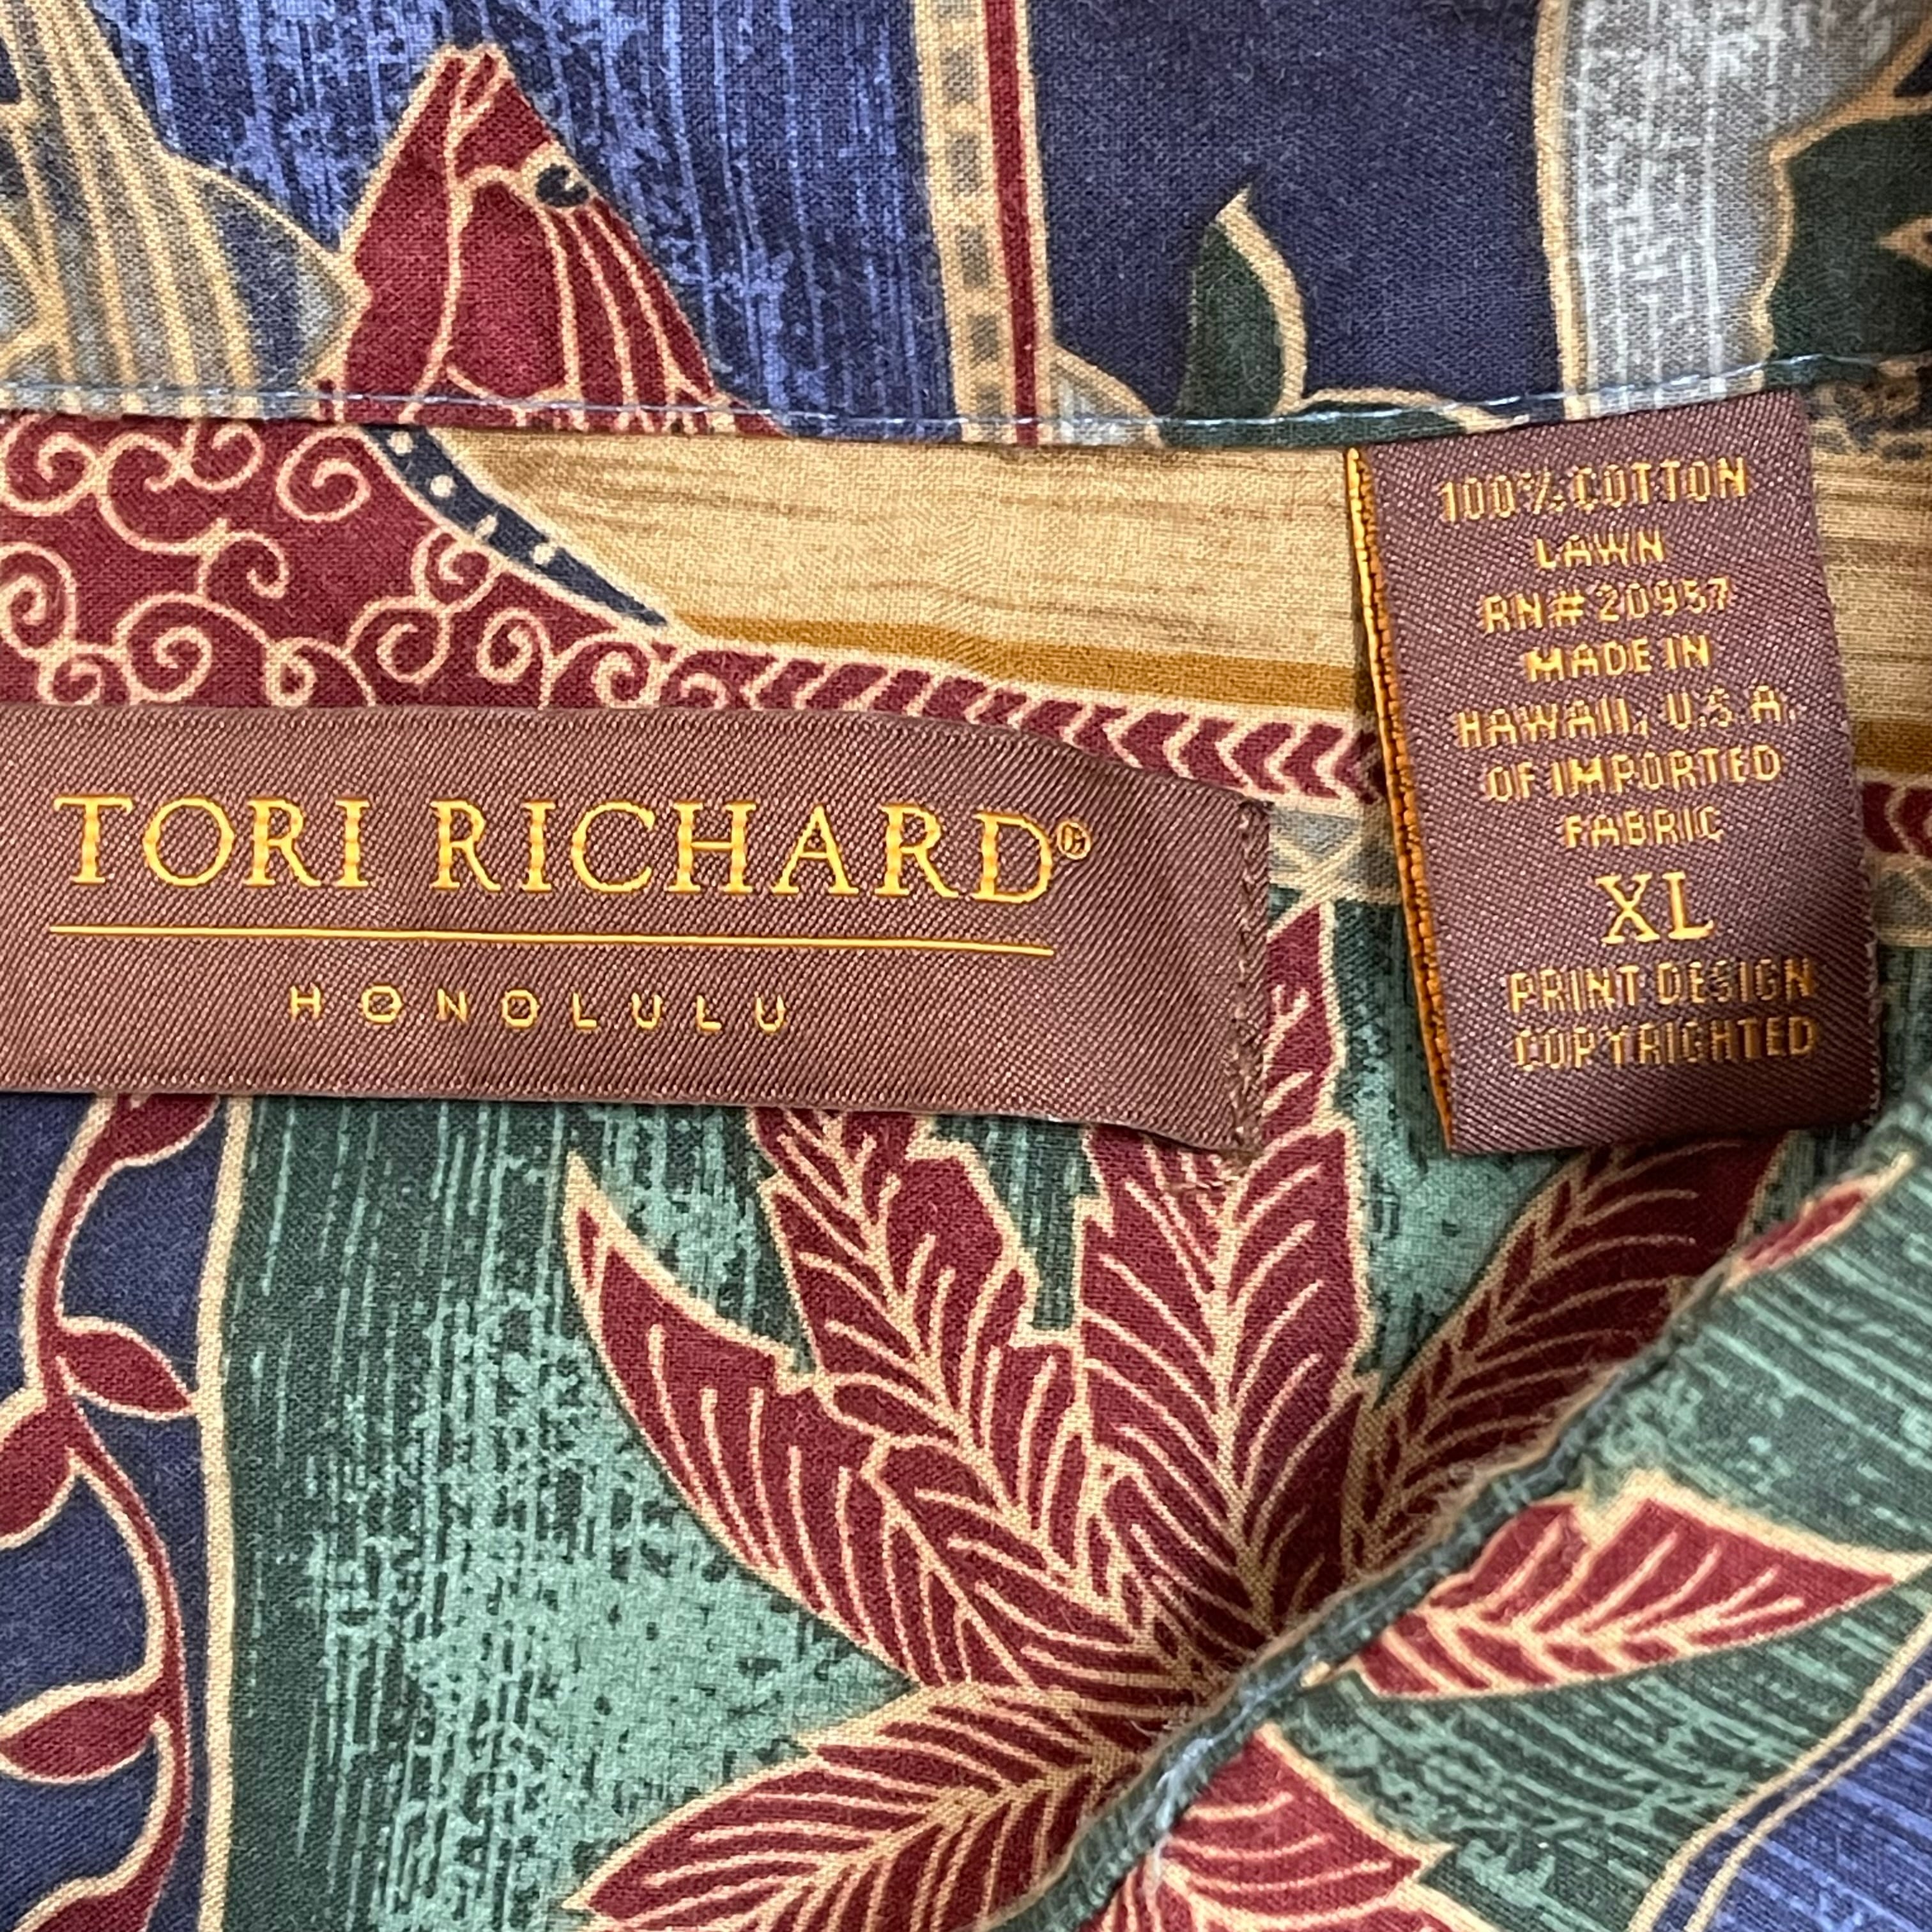 TORI RICHARD®
HONOLULU
100% COTTON
LAWN
RN# 20957
MADE IN
HAWAII, U.S.A.
OF IMPORTED
FABRIC
XL
PRINT DESIGN
COPYRIGHTED